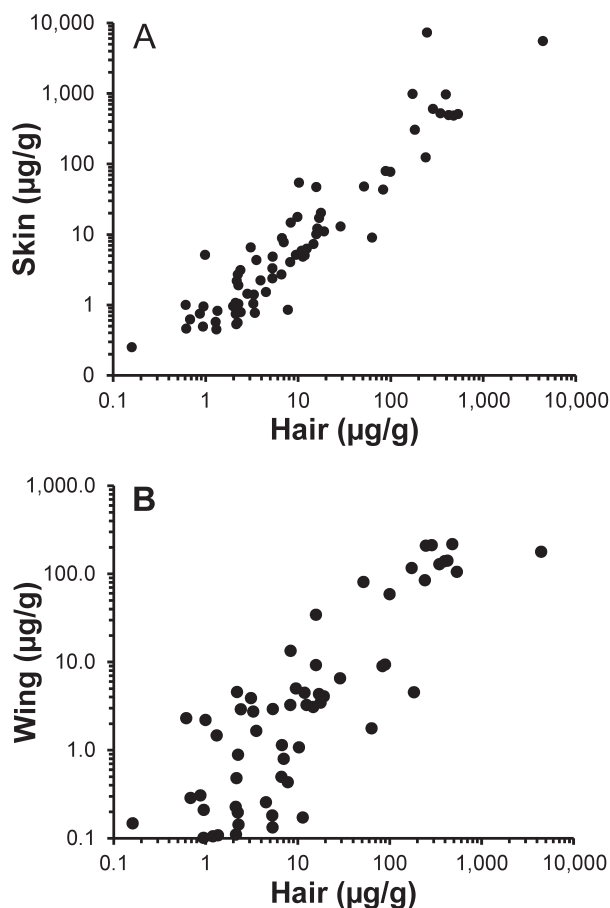 A
10,000
1,000
100
10
1
0
Skin (µg/g)
0.1 1 10 100 1,000 10,000
Hair (µg/g)
B
1,000.0
100.0
10.0
1.0
0.1
Wing (µg/g)
0.1 1 10 100 1,000 10,000
Hair (µg/g)